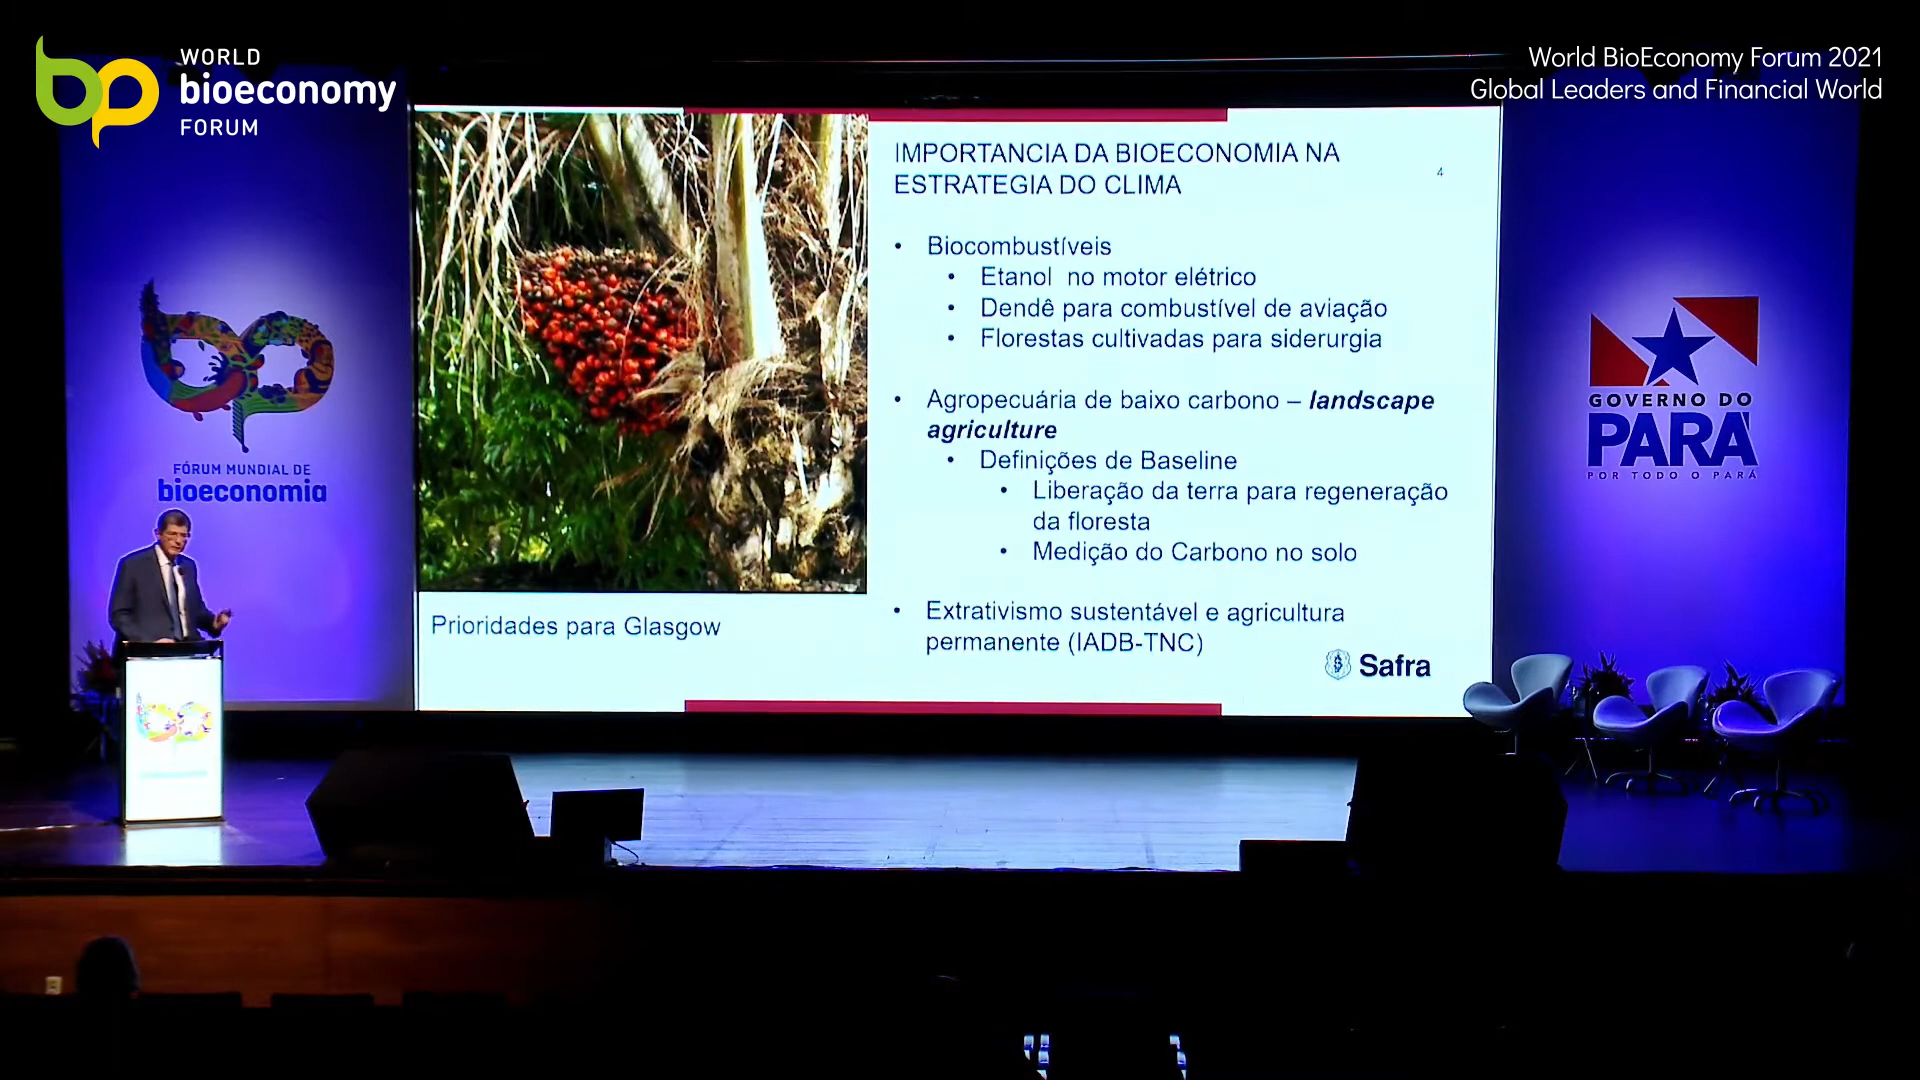 WORLD
bioeconomy
FORUM
World BioEconomy Forum 2021
Global Leaders and Financial World
IMPORTANCIA DA BIOECONOMIA NA
ESTRATEGIA DO CLIMA
4
• Biocombustíveis
• Etanol no motor elétrico
• Dendê para combustível de aviação
• Florestas cultivadas para siderurgia
• Agropecuária de baixo carbono – landscape
agriculture
• Definições de Baseline
• Liberação da terra para regeneração
da floresta
• Medição do Carbono no solo
• Extrativismo sustentável e agricultura
permanente (IADB-TNC)
Safra
Prioridades para Glasgow
FÓRUM MUNDIAL DE
bioeconomia
GOVERNO DO
PARÁ
POR TODO O PARÁ